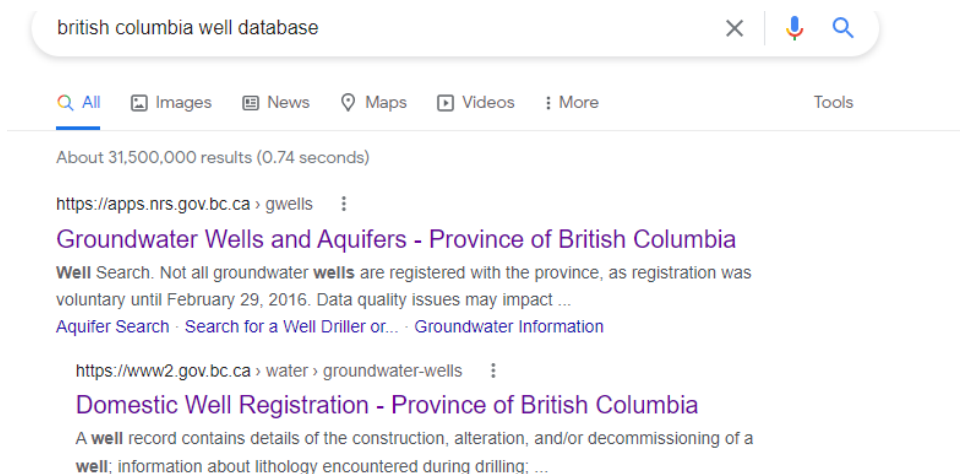 british columbia well database
All Images News Maps Videos More Tools
About 31,500,000 results (0.74 seconds)
https://apps.nrs.gov.bc.ca › gwells
Groundwater Wells and Aquifers - Province of British Columbia
Well Search. Not all groundwater wells are registered with the province, as registration was
voluntary until February 29, 2016. Data quality issues may impact ...
Aquifer Search · Search for a Well Driller or... · Groundwater Information
https://www2.gov.bc.ca › water › groundwater-wells
Domestic Well Registration - Province of British Columbia
A well record contains details of the construction, alteration, and/or decommissioning of a
well; information about lithology encountered during drilling; ...